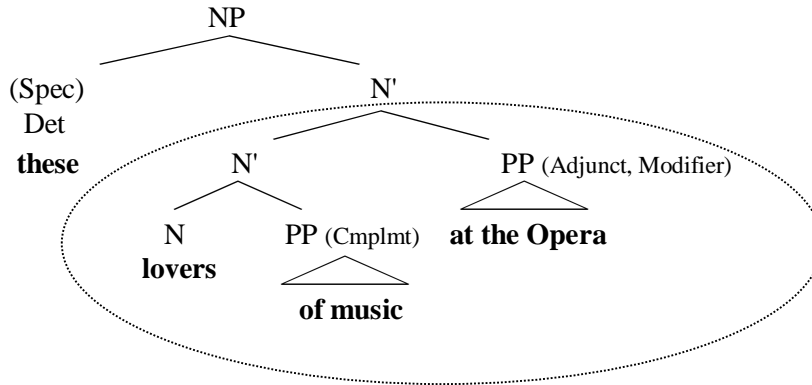 NP
(Spec) N'
Det
these N' PP (Adjunct, Modifier)
N PP (Cmplmt) at the Opera
lovers
of music